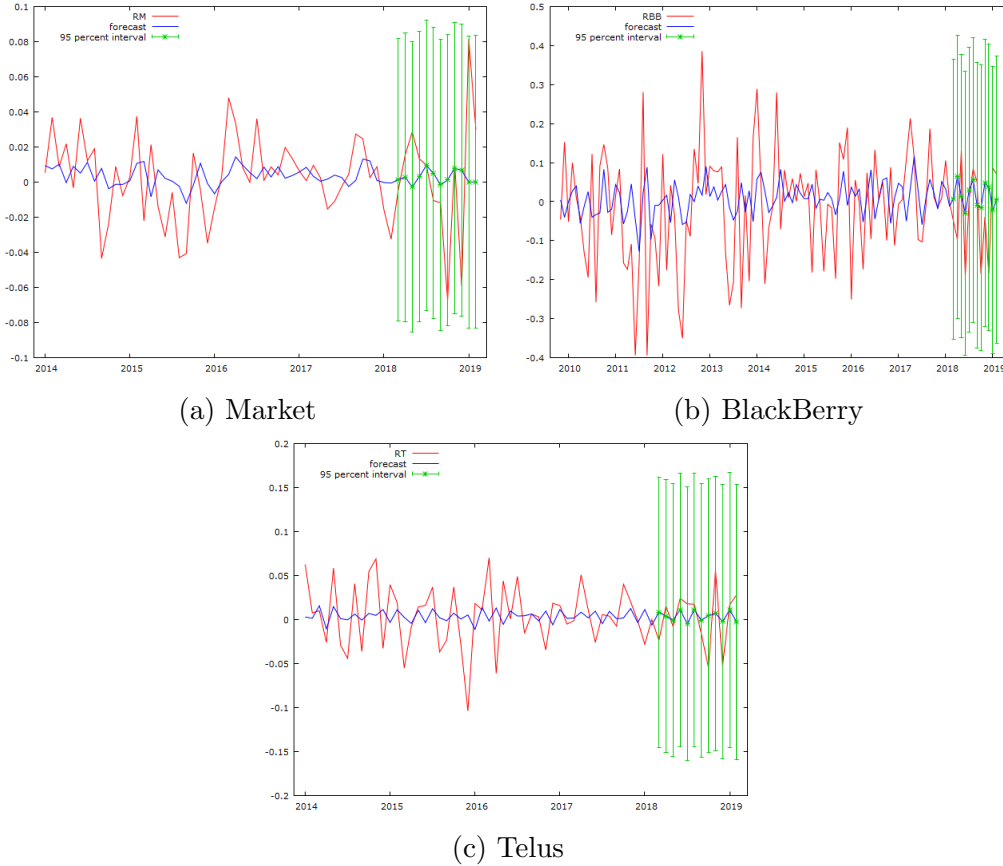 RM
forecast
95 percent interval
0.1
0.08
0.06
0.04
0.02
0
-0.02
-0.04
-0.06
-0.08
-0.1
2014 2015 2016 2017 2018 2019
(a) Market
RBB
forecast
95 percent interval
0.5
0.4
0.3
0.2
0.1
0
-0.1
-0.2
-0.3
-0.4
2010 2011 2012 2013 2014 2015 2016 2017 2018 2019
(b) BlackBerry
RT
forecast
95 percent interval
0.2
0.15
0.1
0.05
0
-0.05
-0.1
-0.15
-0.2
2014 2015 2016 2017 2018 2019
(c) Telus